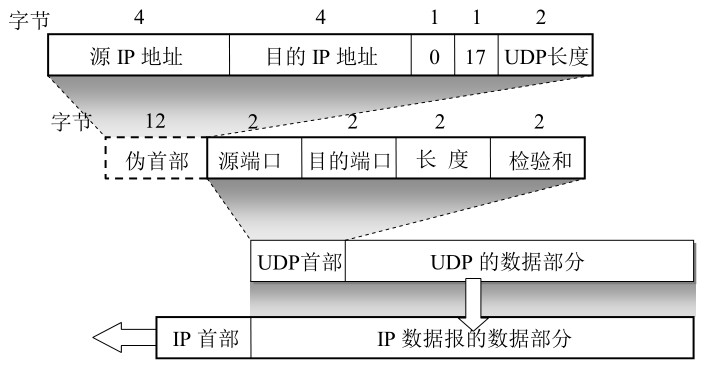 字节 4 4 1 1 2
源 IP 地址 目的 IP 地址 0 17 UDP长度
字节 12 2 2 2 2
伪首部 源端口 目的端口 长 度 检验和
UDP首部 UDP 的数据部分
IP 首部 IP 数据报的数据部分